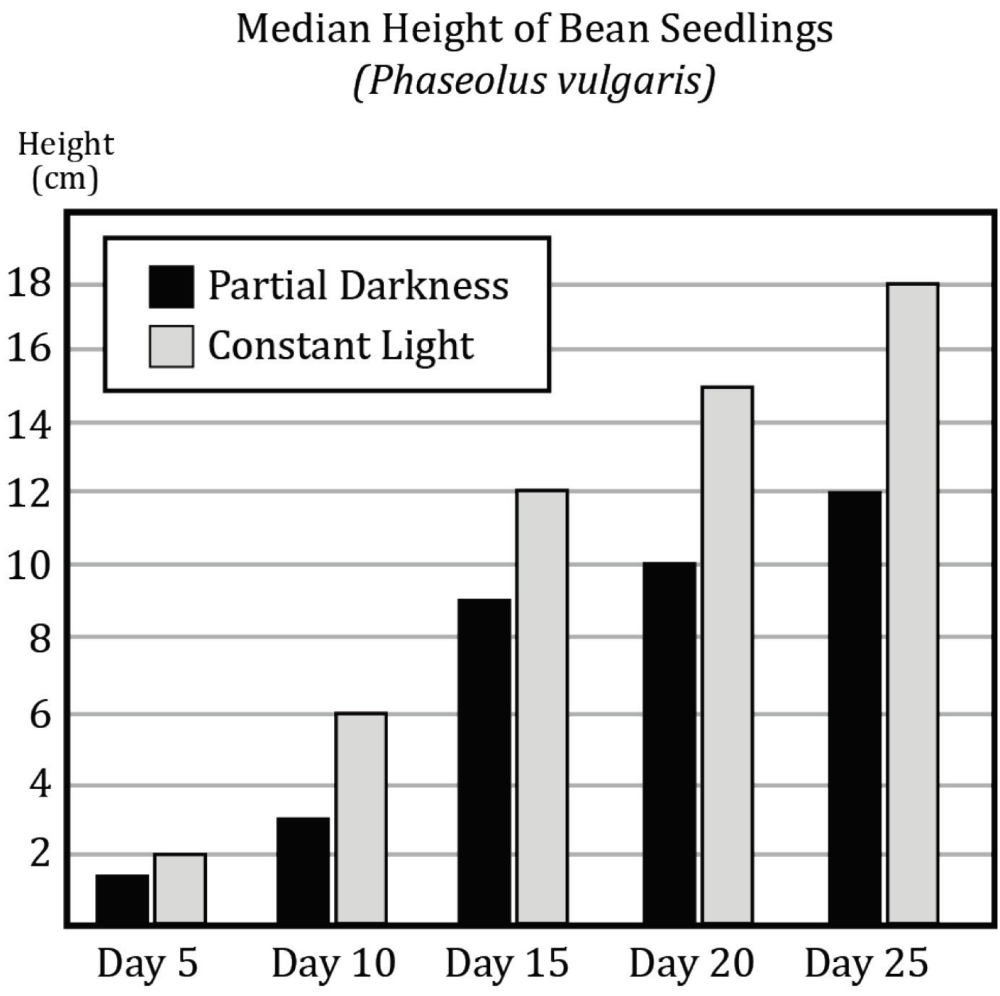 Median Height of Bean Seedlings
(Phaseolus vulgaris)
Height
(cm)
Partial Darkness
Constant Light
18
16
14
12
10
8
6
4
2
Day 5
Day 10
Day 15
Day 20
Day 25